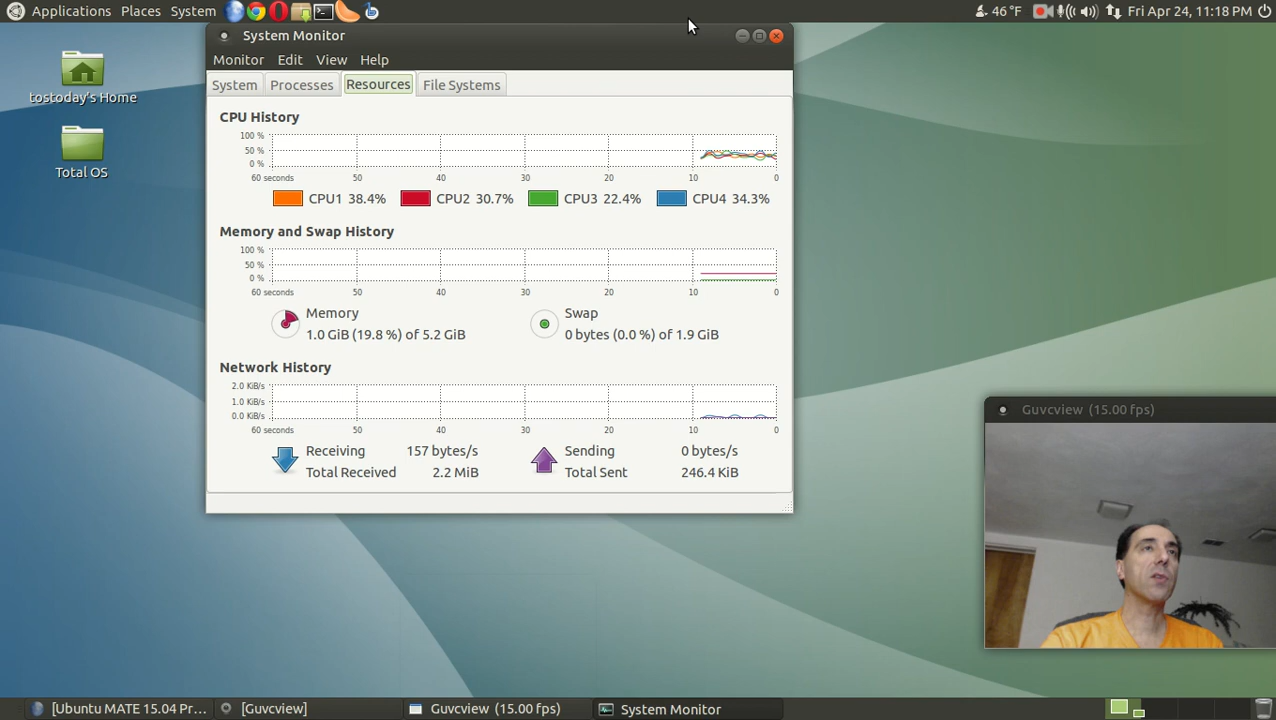 Applications Places System 46 °F Fri Apr 24, 11:18 PM
System Monitor
Monitor Edit View Help
System Processes Resources File Systems
tostoday's Home
Total OS
CPU History
100 %
50 %
0 %
60 seconds 50 40 30 20 10 0
CPU1 38.4% CPU2 30.7% CPU3 22.4% CPU4 34.3%
Memory and Swap History
100 %
50 %
0 %
60 seconds 50 40 30 20 10 0
Memory Swap
1.0 GiB (19.8 %) of 5.2 GiB 0 bytes (0.0 %) of 1.9 GiB
Network History
2.0 KiB/s
1.0 KiB/s
0.0 KiB/s
60 seconds 50 40 30 20 10 0
Receiving 157 bytes/s Sending 0 bytes/s
Total Received 2.2 MiB Total Sent 246.4 KiB
Guvcview (15.00 fps)
[Ubuntu MATE 15.04 Pr... [Guvcview] Guvcview (15.00 fps) System Monitor